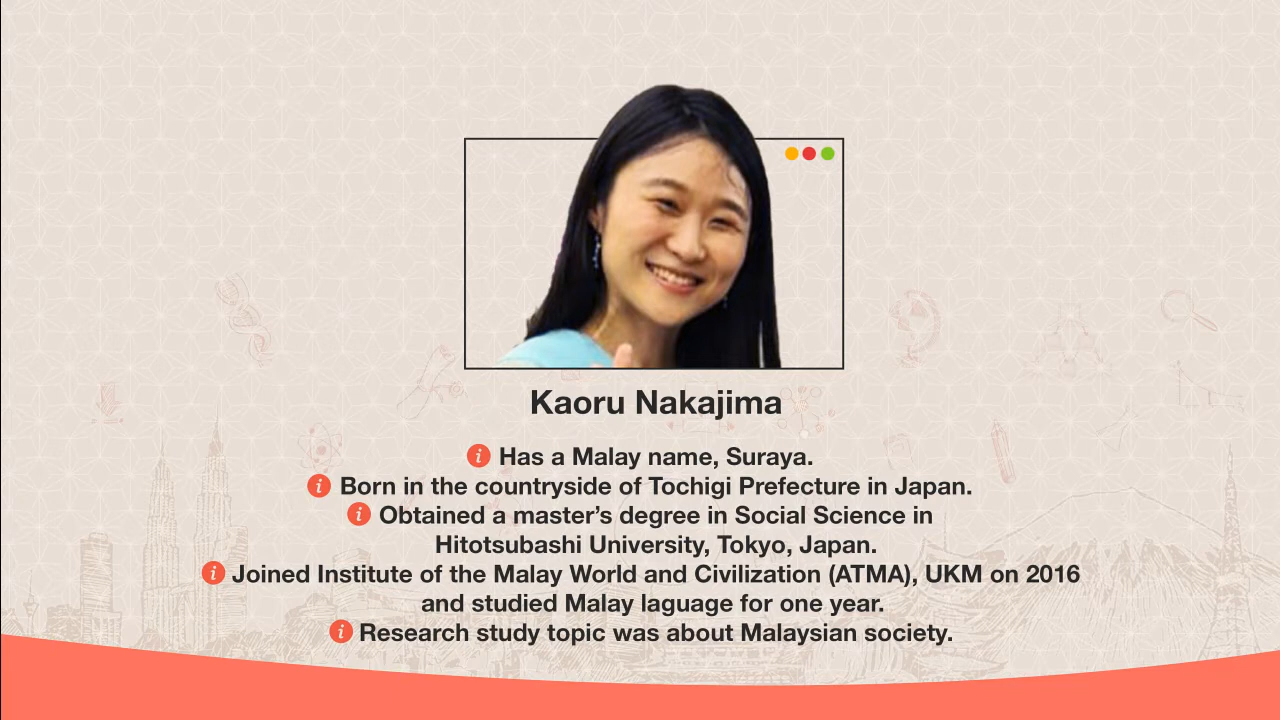 Kaoru Nakajima
i Has a Malay name, Suraya.
i Born in the countryside of Tochigi Prefecture in Japan.
i Obtained a master’s degree in Social Science in
Hitotsubashi University, Tokyo, Japan.
i Joined Institute of the Malay World and Civilization (ATMA), UKM on 2016
and studied Malay laguage for one year.
i Research study topic was about Malaysian society.